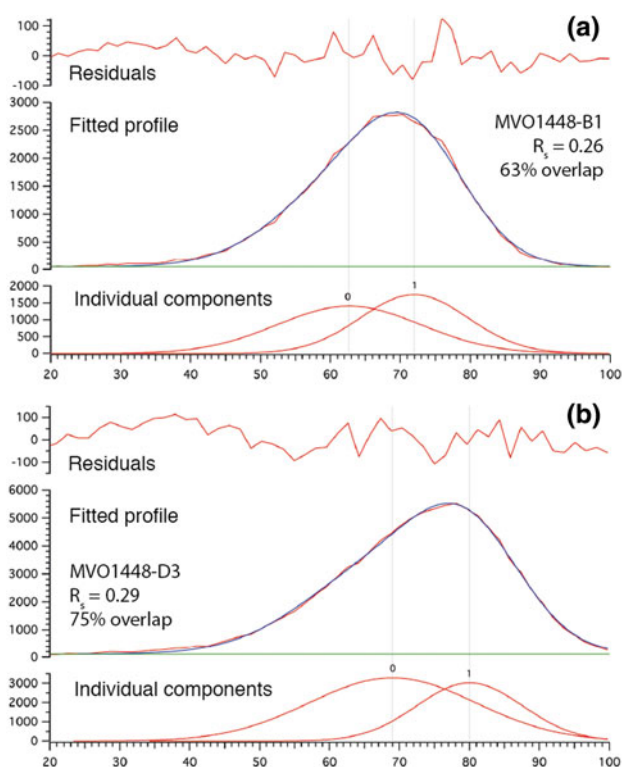 (a)
100
0
-100
Residuals
3000
2500
2000
1500
1000
500
0
Fitted profile
MVO1448-B1
Rs = 0.26
63% overlap
2000
1500
1000
500
0
Individual components
0
1
20 30 40 50 60 70 80 90 100
(b)
100
0
-100
Residuals
6000
5000
4000
3000
2000
1000
0
Fitted profile
MVO1448-D3
Rs = 0.29
75% overlap
3000
2000
1000
0
Individual components
0
1
20 30 40 50 60 70 80 90 100